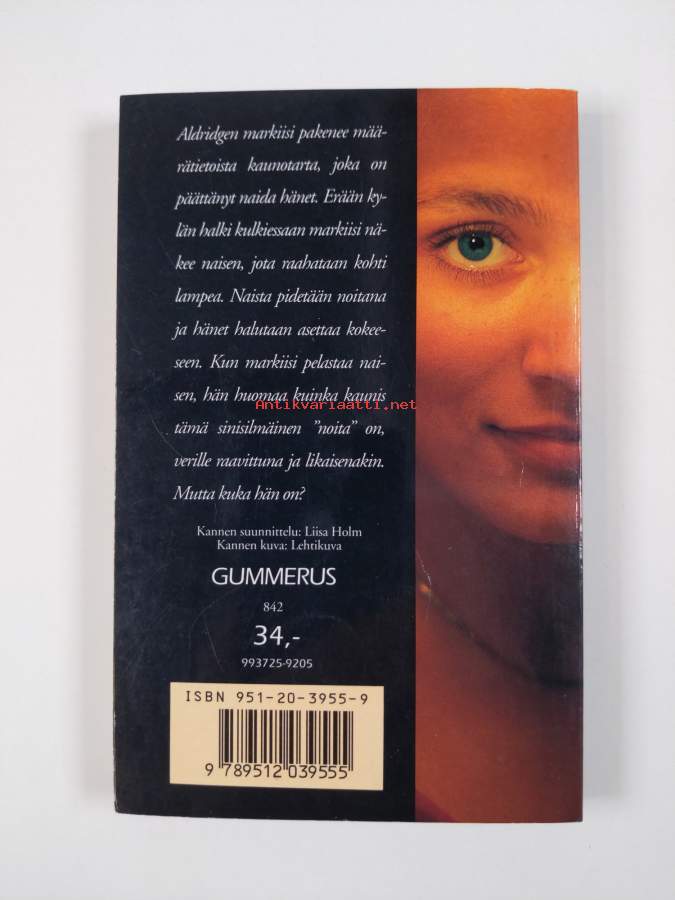 Aldridgen markiisi pakenee mää-
rätietoista kaunotarta, joka on
päättänyt naida hänet. Erään ky-
län halki kulkiessaan markiisi nä-
kee naisen, jota raahataan kohti
lampea. Naista pidetään noitana
ja hänet halutaan asettaa kokee-
seen. Kun markiisi pelastaa nai-
sen, hän huomaa kuinka kaunis
Antikvariaatti.net
tämä sinisilmäinen ”noita” on,
verille raavittuna ja likaisenakin.
Mutta kuka hän on?
Kannen suunnittelu: Liisa Holm
Kannen kuva: Lehtikuva
GUMMERUS
842
34,-
993725-9205
ISBN 951-20-3955-9
9 789512 039555